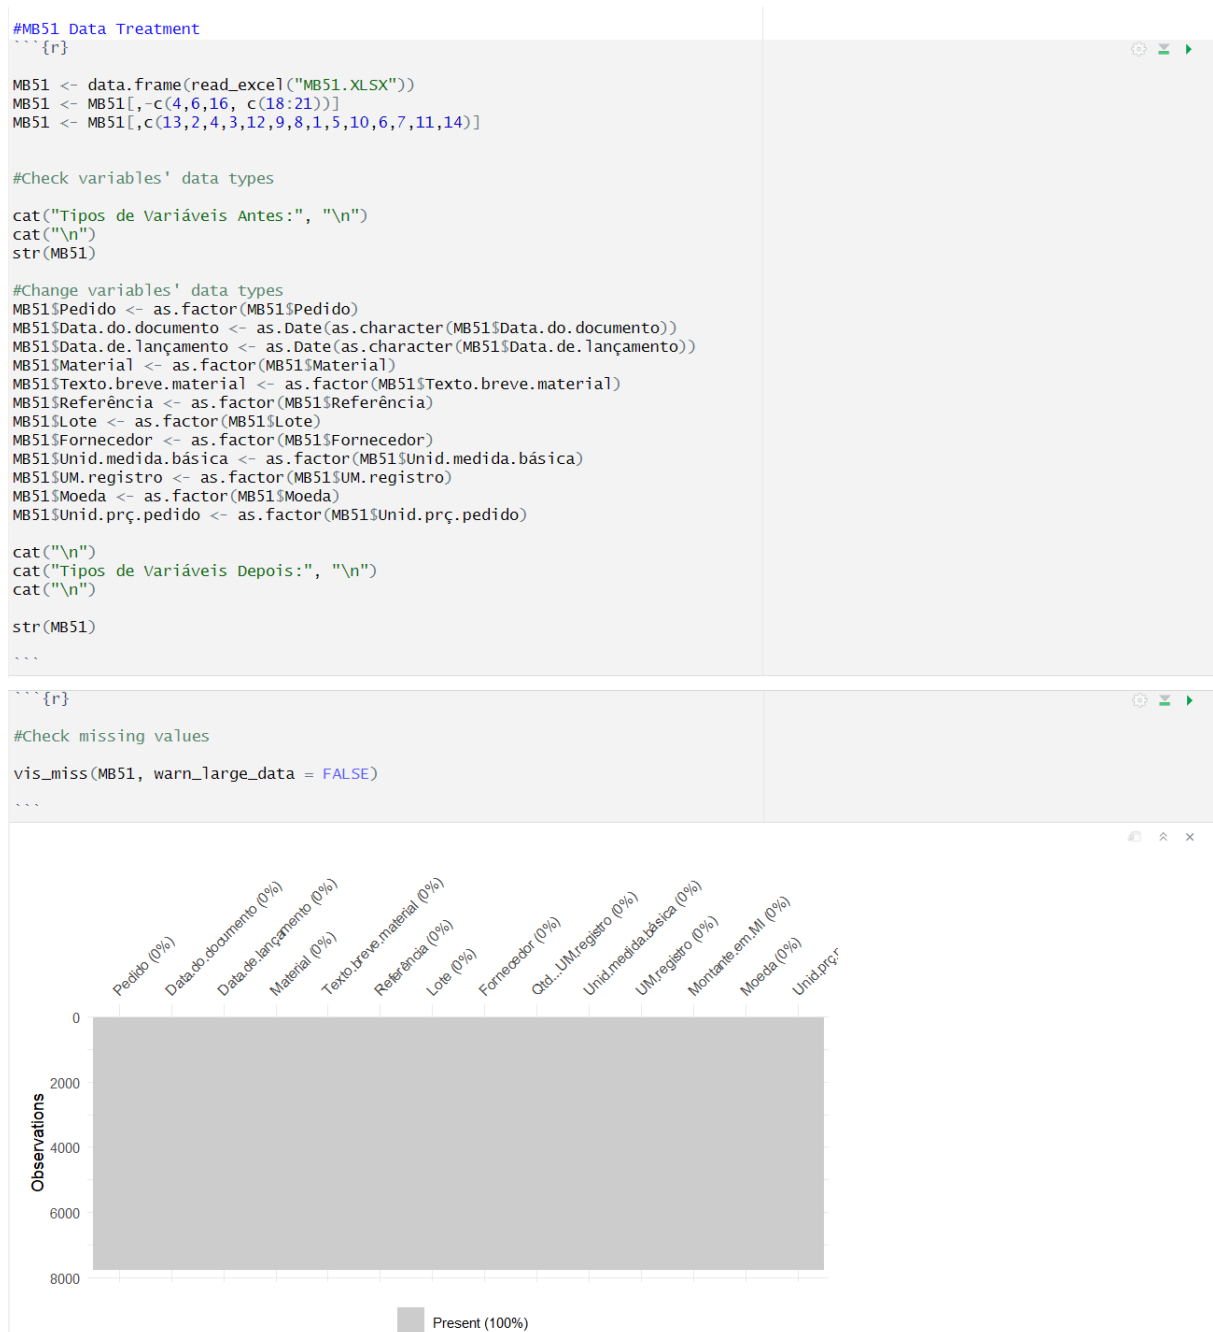 #MB51 Data Treatment
```{r}
MB51 <- data.frame(read_excel("MB51.XLSX"))
MB51 <- MB51[,-c(4,6,16, c(18:21))]
MB51 <- MB51[,c(13,2,4,3,12,9,8,1,5,10,6,7,11,14)]
#Check variables' data types
cat("Tipos de Variáveis Antes:", "\n")
cat("\n")
str(MB51)
#Change variables' data types
MB51$Pedido <- as.factor(MB51$Pedido)
MB51$Data.do.documento <- as.Date(as.character(MB51$Data.do.documento))
MB51$Data.de.lançamento <- as.Date(as.character(MB51$Data.de.lançamento))
MB51$Material <- as.factor(MB51$Material)
MB51$Texto.breve.material <- as.factor(MB51$Texto.breve.material)
MB51$Referência <- as.factor(MB51$Referência)
MB51$Lote <- as.factor(MB51$Lote)
MB51$Fornecedor <- as.factor(MB51$Fornecedor)
MB51$Unid.medida.básica <- as.factor(MB51$Unid.medida.básica)
MB51$UM.registro <- as.factor(MB51$UM.registro)
MB51$Moeda <- as.factor(MB51$Moeda)
MB51$Unid.prç.pedido <- as.factor(MB51$Unid.prç.pedido)
cat("\n")
cat("Tipos de Variáveis Depois:", "\n")
cat("\n")
str(MB51)
```
```{r}
#Check missing values
vis_miss(MB51, warn_large_data = FALSE)
```
Pedido (0%)
Data.do.documento (0%)
Data.de.lançamento (0%)
Material (0%)
Texto.breve.material (0%)
Referência (0%)
Lote (0%)
Fornecedor (0%)
Qtd...UM.registro (0%)
Unid.medida.básica (0%)
UM.registro (0%)
Montante.em.MI (0%)
Moeda (0%)
Unid.prç.
0
2000
4000
6000
8000
Observations
Present (100%)